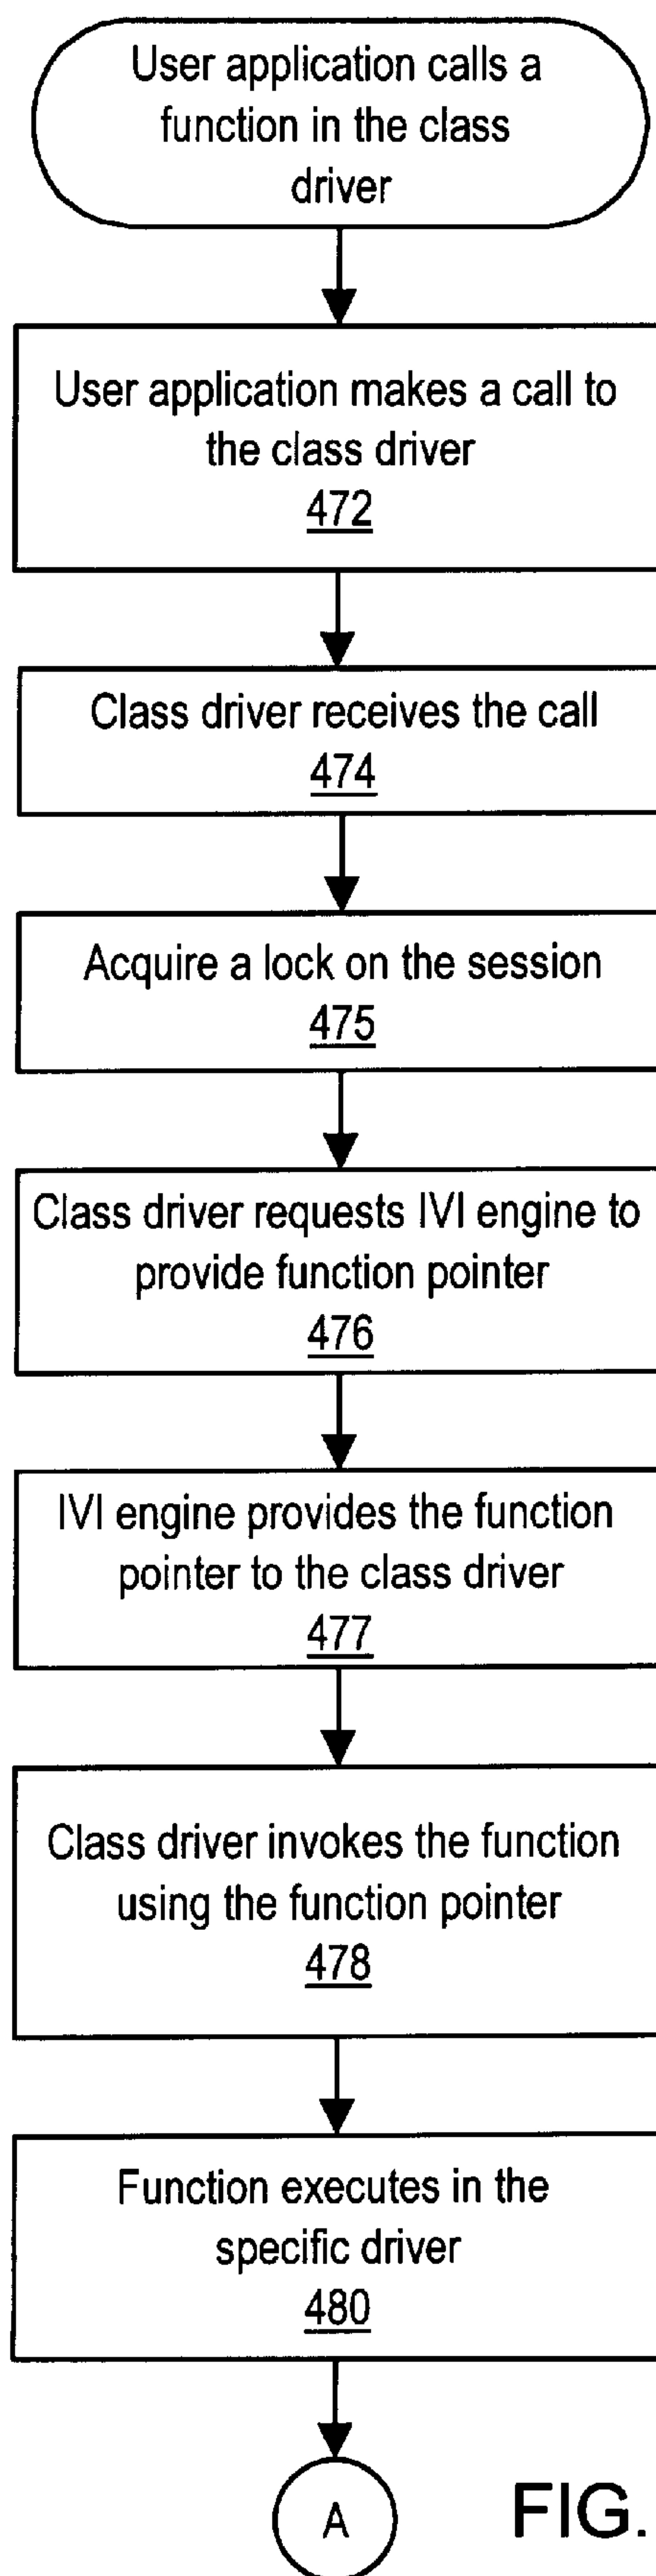 User application calls a
function in the class
driver
User application makes a call to
the class driver
472
Class driver receives the call
474
Acquire a lock on the session
475
Class driver requests IVI engine to
provide function pointer
476
IVI engine provides the function
pointer to the class driver
477
Class driver invokes the function
using the function pointer
478
Function executes in the
specific driver
480
A
FIG.